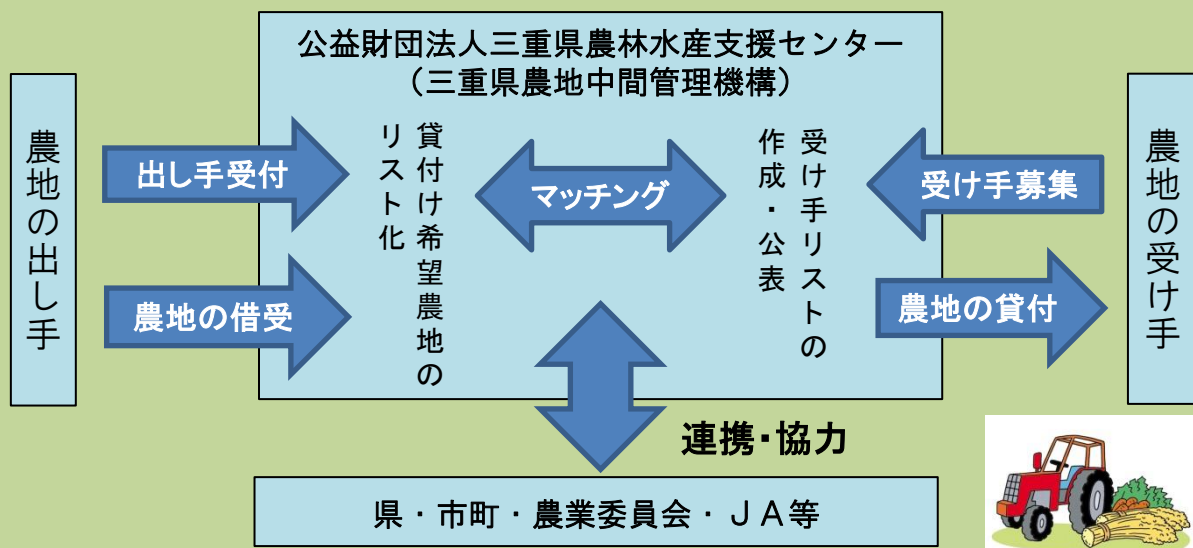 公益財団法人三重県農林水産支援センター
（三重県農地中間管理機構）
農地の出し手
出し手受付
農地の借受
貸付け希望農地の
リスト化
マッチング
受け手リストの
作成・公表
受け手募集
農地の貸付
農地の受け手
連携・協力
県・市町・農業委員会・ＪＡ等